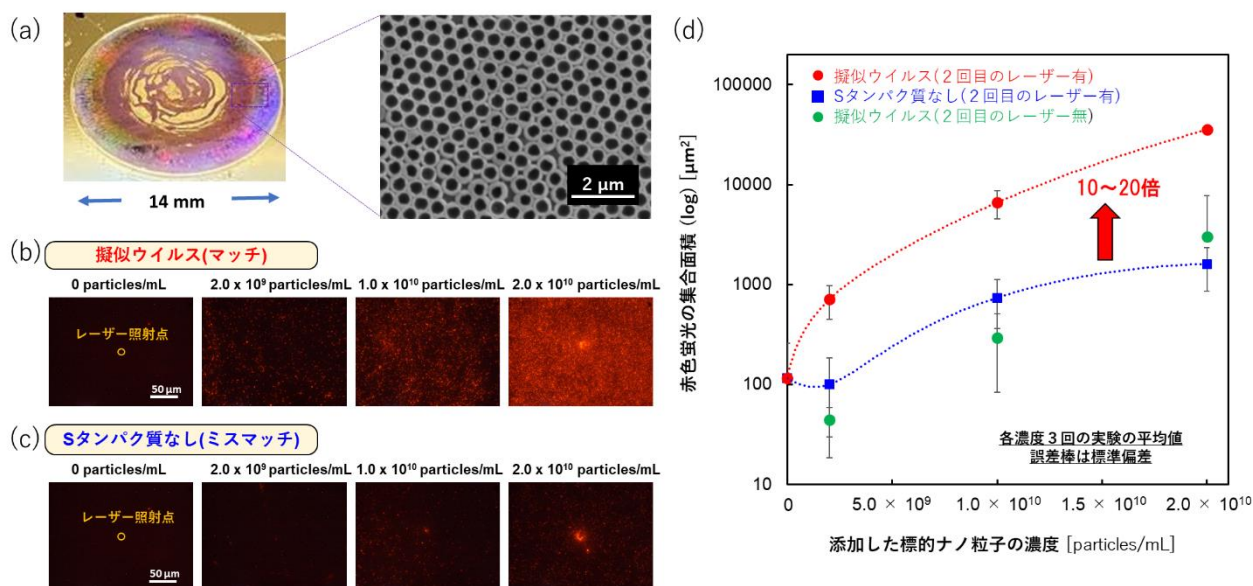 (a)
14 mm
2 µm
(b)
擬似ウイルス(マッチ)
0 particles/mL
2.0 x 10⁹ particles/mL
1.0 x 10¹⁰ particles/mL
2.0 x 10¹⁰ particles/mL
レーザー照射点
50 µm
(c)
Sタンパク質なし(ミスマッチ)
0 particles/mL
2.0 x 10⁹ particles/mL
1.0 x 10¹⁰ particles/mL
2.0 x 10¹⁰ particles/mL
レーザー照射点
50 µm
(d)
擬似ウイルス(2回目のレーザー有)
Sタンパク質なし(2回目のレーザー有)
擬似ウイルス(2回目のレーザー無)
赤色蛍光の集合面積 (log) [µm²]
100000
10000
1000
100
10
10〜20倍
各濃度3回の実験の平均値
誤差棒は標準偏差
0
5.0 × 10⁹
1.0 × 10¹⁰
1.5 × 10¹⁰
2.0 × 10¹⁰
添加した標的ナノ粒子の濃度 [particles/mL]